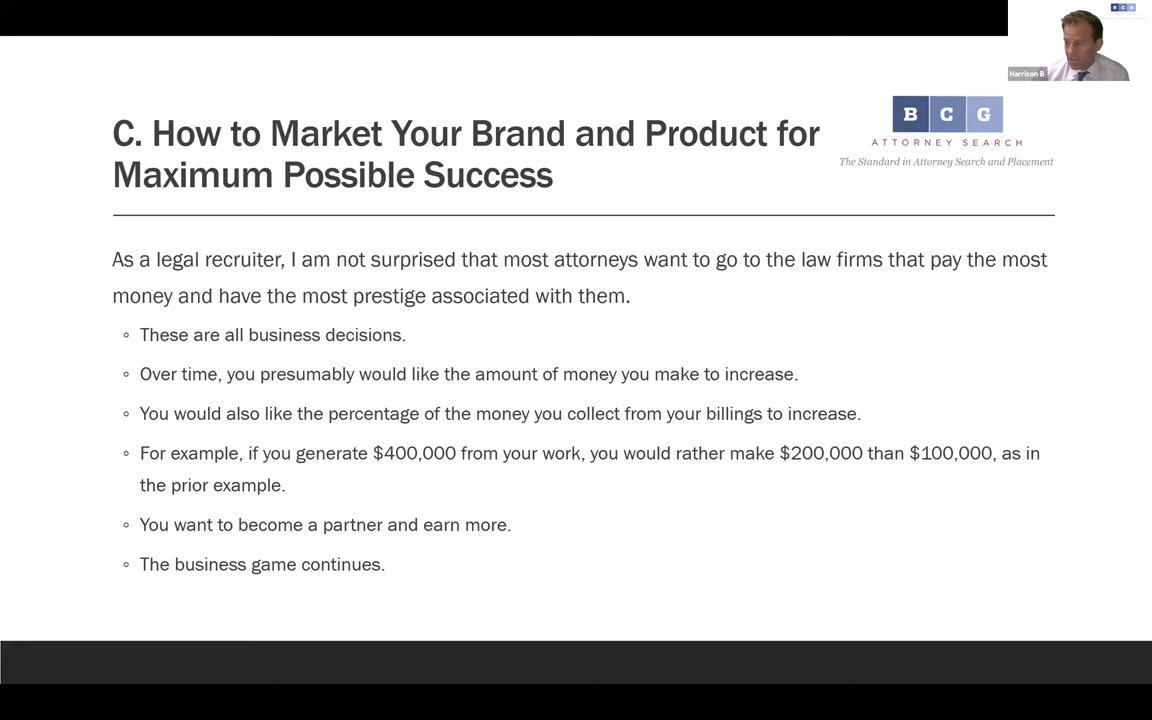 B C G
Harrison B
B C G
ATTORNEY SEARCH
The Standard in Attorney Search and Placement
C. How to Market Your Brand and Product for
Maximum Possible Success
As a legal recruiter, I am not surprised that most attorneys want to go to the law firms that pay the most
money and have the most prestige associated with them.
◦ These are all business decisions.
◦ Over time, you presumably would like the amount of money you make to increase.
◦ You would also like the percentage of the money you collect from your billings to increase.
◦ For example, if you generate $400,000 from your work, you would rather make $200,000 than $100,000, as in
the prior example.
◦ You want to become a partner and earn more.
◦ The business game continues.